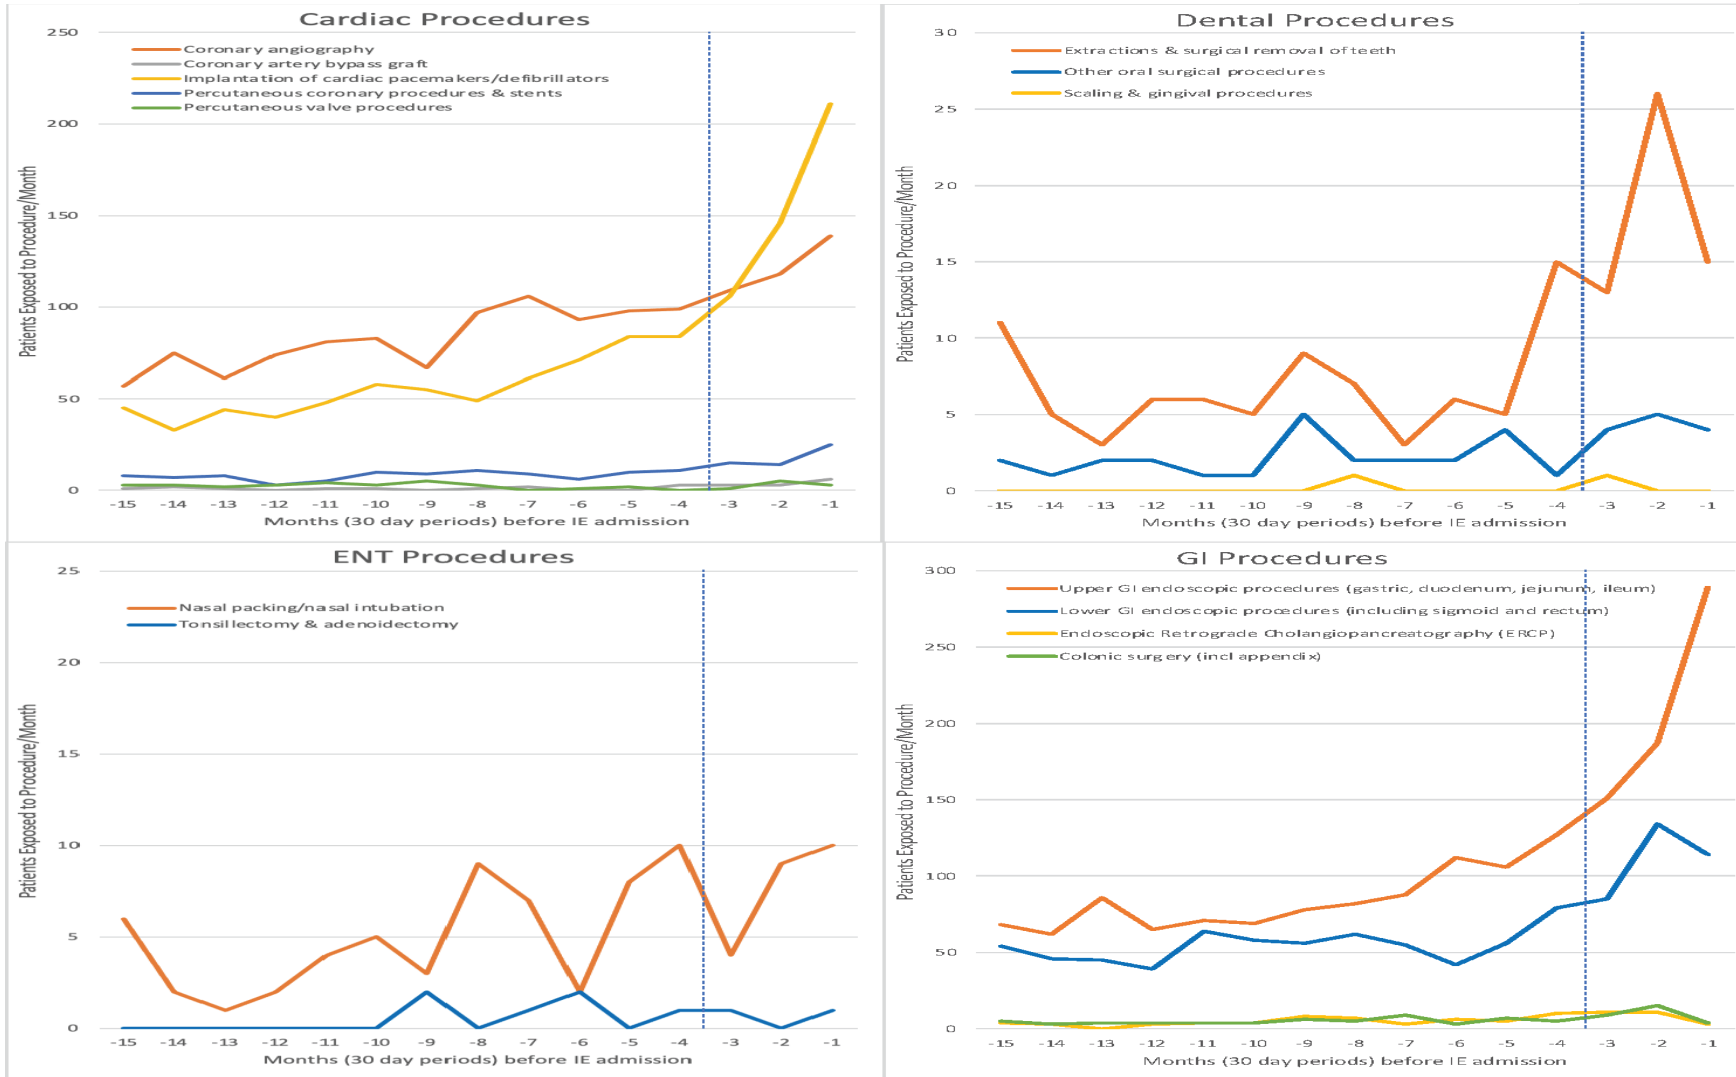 Cardiac Procedures
250
200
150
100
50
0
Patients Exposed to Procedure/Month
Coronary angiography
Coronary artery bypass graft
Implantation of cardiac pacemakers/defibrillators
Percutaneous coronary procedures & stents
Percutaneous valve procedures
-15 -14 -13 -12 -11 -10 -9 -8 -7 -6 -5 -4 -3 -2 -1
Months (30 day periods) before IE admission
Dental Procedures
30
25
20
15
10
5
0
Patients Exposed to Procedure/Month
Extractions & surgical removal of teeth
Other oral surgical procedures
Scaling & gingival procedures
-15 -14 -13 -12 -11 -10 -9 -8 -7 -6 -5 -4 -3 -2 -1
Months (30 day periods) before IE admission
ENT Procedures
25
20
15
10
5
0
Patients Exposed to Procedure/Month
Nasal packing/nasal intubation
Tonsillectomy & adenoidectomy
-15 -14 -13 -12 -11 -10 -9 -8 -7 -6 -5 -4 -3 -2 -1
Months (30 day periods) before IE admission
GI Procedures
300
250
200
150
100
50
0
Patients Exposed to Procedure/Month
Upper GI endoscopic procedures (gastric, duodenum, jejunum, ileum)
Lower GI endoscopic procedures (including sigmoid and rectum)
Endoscopic Retrograde Cholangiopancreatography (ERCP)
Colonic surgery (incl appendix)
-15 -14 -13 -12 -11 -10 -9 -8 -7 -6 -5 -4 -3 -2 -1
Months (30 day periods) before IE admission